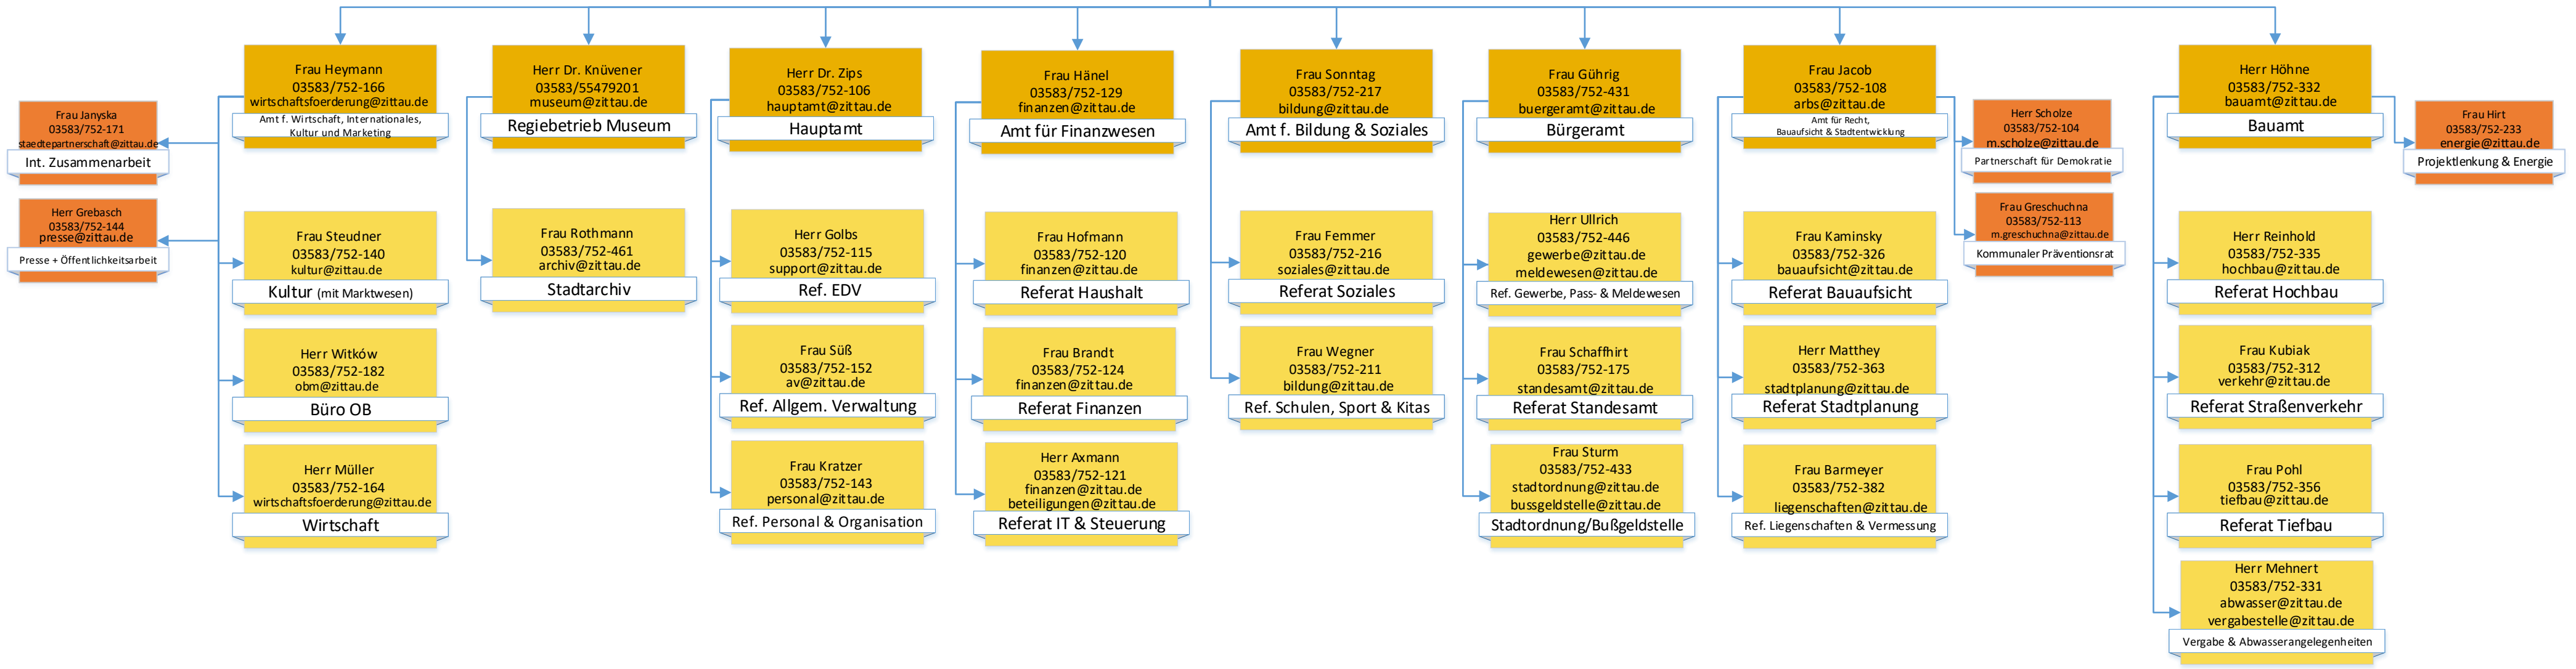 Frau Heymann
03583/752-166
wirtschaftsfoerderung@zittau.de
Amt f. Wirtschaft, Internationales,
Kultur und Marketing
Frau Janyska
03583/752-171
staedtepartnerschaft@zittau.de
Int. Zusammenarbeit
Herr Grebasch
03583/752-144
presse@zittau.de
Presse + Öffentlichkeitsarbeit
Frau Steudner
03583/752-140
kultur@zittau.de
Kultur (mit Marktwesen)
Herr Witków
03583/752-182
obm@zittau.de
Büro OB
Herr Müller
03583/752-164
wirtschaftsfoerderung@zittau.de
Wirtschaft
Herr Dr. Knüvener
03583/55479201
museum@zittau.de
Regiebetrieb Museum
Frau Rothmann
03583/752-461
archiv@zittau.de
Stadtarchiv
Herr Dr. Zips
03583/752-106
hauptamt@zittau.de
Hauptamt
Herr Golbs
03583/752-115
support@zittau.de
Ref. EDV
Frau Süß
03583/752-152
av@zittau.de
Ref. Allgem. Verwaltung
Frau Kratzer
03583/752-143
personal@zittau.de
Ref. Personal & Organisation
Frau Hänel
03583/752-129
finanzen@zittau.de
Amt für Finanzwesen
Frau Hofmann
03583/752-120
finanzen@zittau.de
Referat Haushalt
Frau Brandt
03583/752-124
finanzen@zittau.de
Referat Finanzen
Herr Axmann
03583/752-121
finanzen@zittau.de
beteiligungen@zittau.de
Referat IT & Steuerung
Frau Sonntag
03583/752-217
bildung@zittau.de
Amt f. Bildung & Soziales
Frau Femmer
03583/752-216
soziales@zittau.de
Referat Soziales
Frau Wegner
03583/752-211
bildung@zittau.de
Ref. Schulen, Sport & Kitas
Frau Gührig
03583/752-431
buergeramt@zittau.de
Bürgeramt
Herr Ullrich
03583/752-446
gewerbe@zittau.de
meldewesen@zittau.de
Ref. Gewerbe, Pass- & Meldewesen
Frau Schaffhirt
03583/752-175
standesamt@zittau.de
Referat Standesamt
Frau Sturm
03583/752-433
stadtordnung@zittau.de
bussgeldstelle@zittau.de
Stadtordnung/Bußgeldstelle
Frau Jacob
03583/752-108
arbs@zittau.de
Amt für Recht,
Bauaufsicht & Stadtentwicklung
Herr Scholze
03583/752-104
m.scholze@zittau.de
Partnerschaft für Demokratie
Frau Greschuchna
03583/752-113
m.greschuchna@zittau.de
Kommunaler Präventionsrat
Frau Kaminsky
03583/752-326
bauaufsicht@zittau.de
Referat Bauaufsicht
Herr Matthey
03583/752-363
stadtplanung@zittau.de
Referat Stadtplanung
Frau Barmeyer
03583/752-382
liegenschaften@zittau.de
Ref. Liegenschaften & Vermessung
Herr Höhne
03583/752-332
bauamt@zittau.de
Bauamt
Frau Hirt
03583/752-233
energie@zittau.de
Projektlenkung & Energie
Herr Reinhold
03583/752-335
hochbau@zittau.de
Referat Hochbau
Frau Kubiak
03583/752-312
verkehr@zittau.de
Referat Straßenverkehr
Frau Pohl
03583/752-356
tiefbau@zittau.de
Referat Tiefbau
Herr Mehnert
03583/752-331
abwasser@zittau.de
vergabestelle@zittau.de
Vergabe & Abwasserangelegenheiten